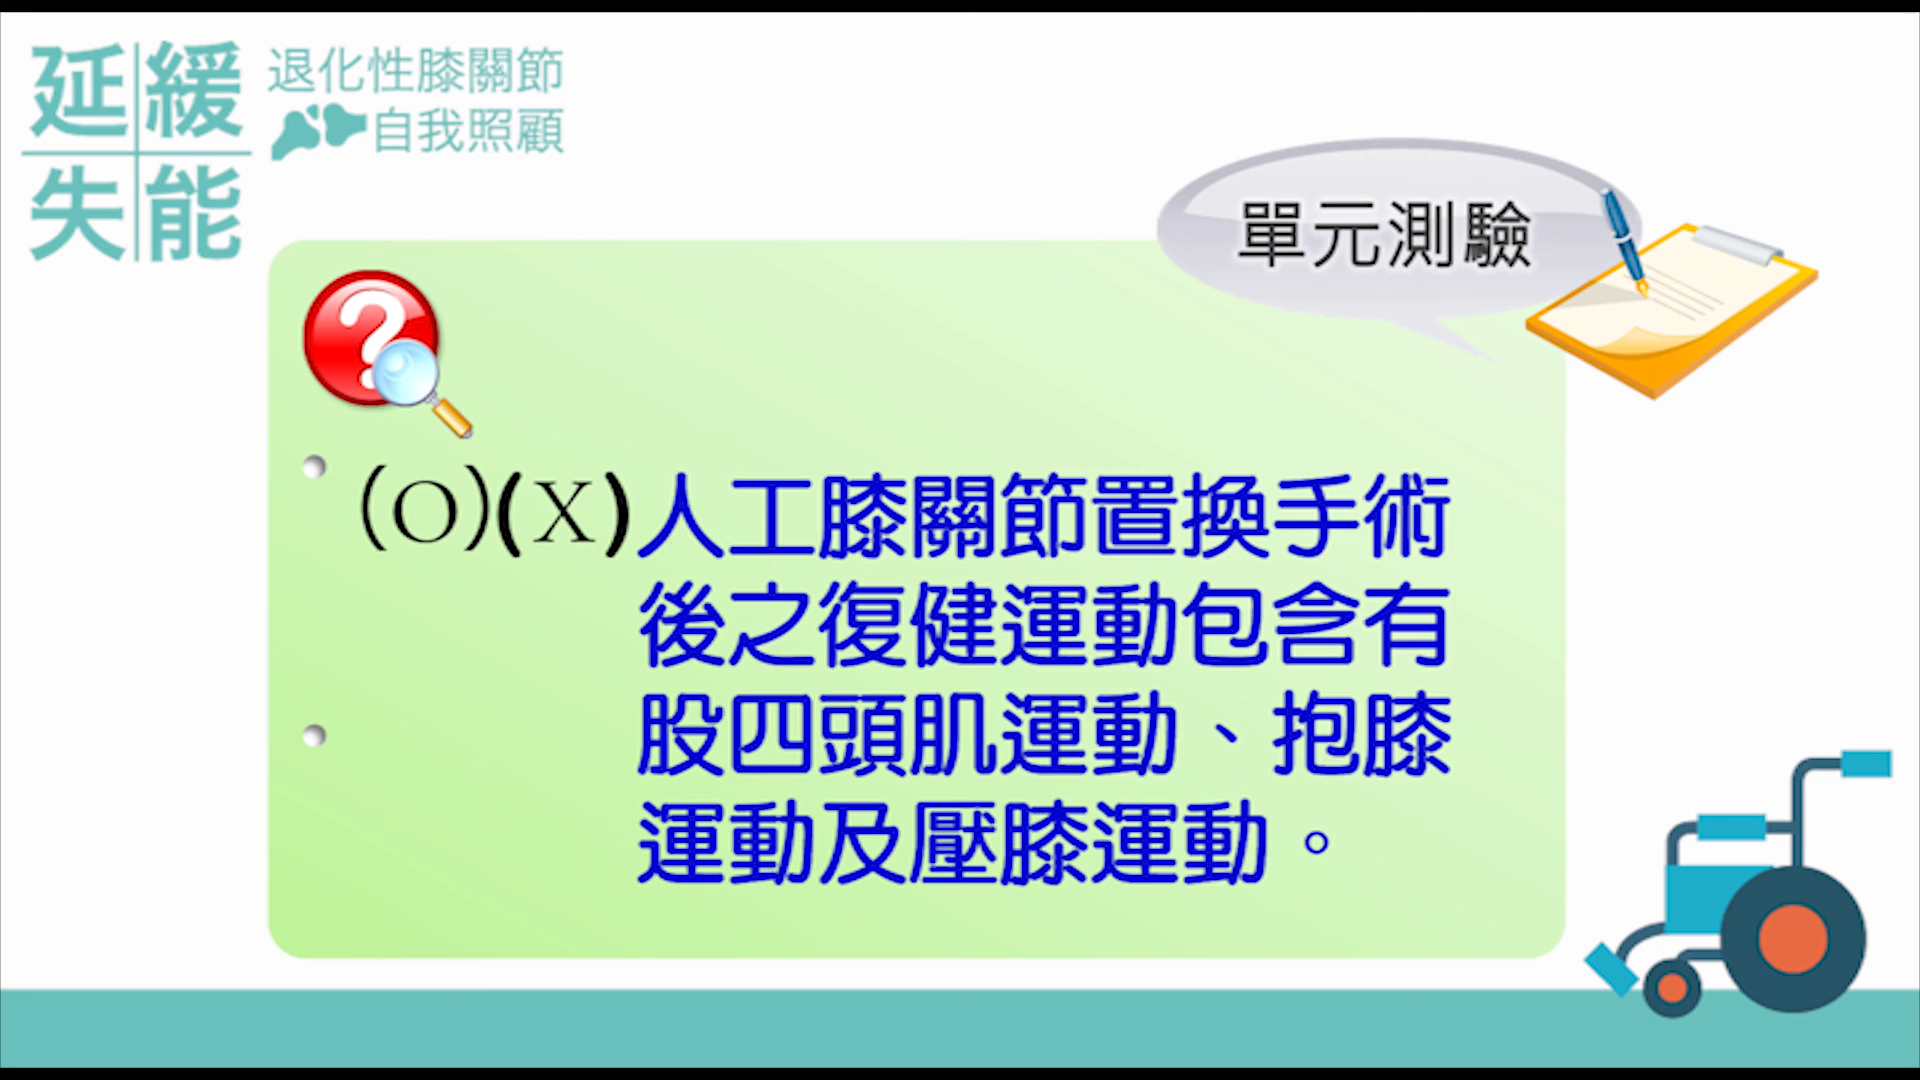 延緩
失能
退化性膝關節
自我照顧
單元測驗
(O)(X)人工膝關節置換手術
後之復健運動包含有
股四頭肌運動、抱膝
運動及壓膝運動。